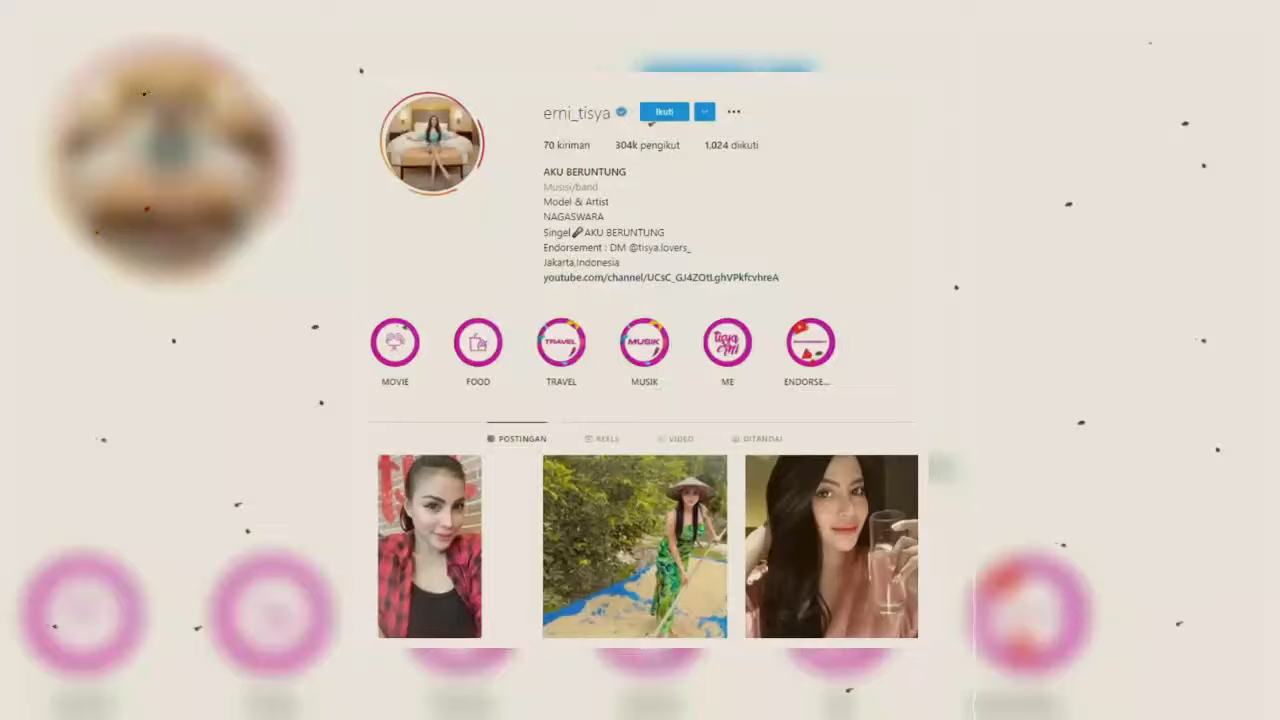 erni_tisya Ikuti
70 kiriman 304k pengikut 1,024 diikuti
AKU BERUNTUNG
Musisi/band
Model & Artist
NAGASWARA
Singel🎤AKU BERUNTUNG
Endorsement : DM @tisya.lovers_
Jakarta,Indonesia
youtube.com/channel/UCsC_GJ4ZOtLghVPkfcvhreA
TRAVEL MUSIK tisya erni
MOVIE FOOD TRAVEL MUSIK ME ENDORSE...
POSTINGAN REELS VIDEO DITANDAI